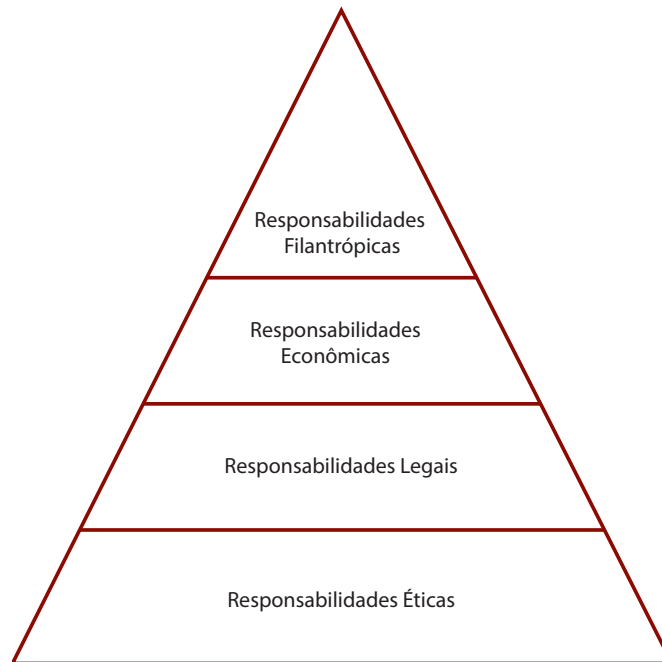 Responsabilidades
Filantrópicas
Responsabilidades
Econômicas
Responsabilidades Legais
Responsabilidades Éticas